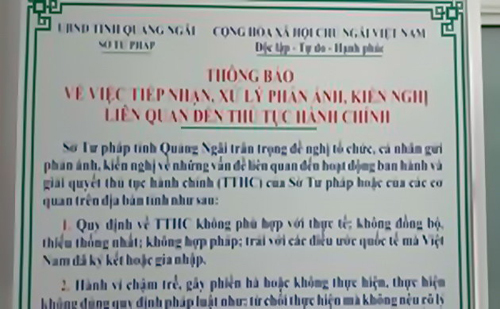 UBND TỈNH QUẢNG NGÃI CỘNG HÒA XÃ HỘI CHỦ NGÃI VIỆT NAM
SỞ TƯ PHÁP Độc lập - Tự do - Hạnh phúc
THÔNG BÁO
VỀ VIỆC TIẾP NHẬN, XỬ LÝ PHẢN ÁNH, KIẾN NGHỊ
LIÊN QUAN ĐẾN THỦ TỤC HÀNH CHÍNH
Sở Tư pháp tỉnh Quảng Ngãi trân trọng đề nghị tổ chức, cá nhân gửi
phản ánh, kiến nghị về những vấn đề liên quan đến hoạt động ban hành và
giải quyết thủ tục hành chính (TTHC) của Sở Tư pháp hoặc của các cơ
quan trên địa bàn tỉnh như sau:
1. Quy định về TTHC không phù hợp với thực tế; không đồng bộ,
thiếu thống nhất; không hợp pháp; trái với các điều ước quốc tế mà Việt
Nam đã ký kết hoặc gia nhập.
2. Hành vi chậm trễ, gây phiền hà hoặc không thực hiện, thực hiện
không đúng quy định pháp luật như: từ chối thực hiện mà không nêu rõ lý